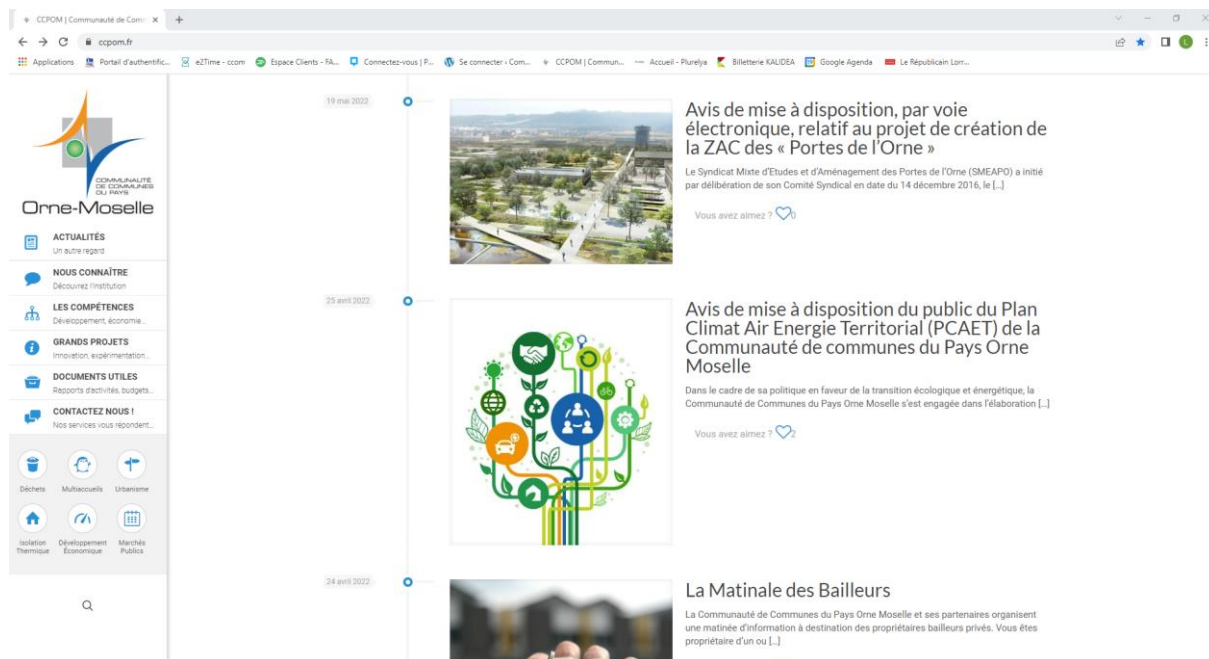 CCPOM | Communauté de Com
ccpom.fr
Applications
Portail d'authentific...
eZTime - ccom
Espace Clients - FA...
Connectez-vous | P...
Se connecter ‹ Com...
CCPOM | Commun...
Accueil - Plurelya
Billetterie KALIDEA
Google Agenda
Le Républicain Lorr...
COMMUNAUTÉ
DE COMMUNES
DU PAYS
Orne-Moselle
ACTUALITÉS
Un autre regard
NOUS CONNAÎTRE
Découvrez l'institution
LES COMPÉTENCES
Développement, économie...
GRANDS PROJETS
Innovation, expérimentation...
DOCUMENTS UTILES
Rapports d'activités, budgets...
CONTACTEZ NOUS !
Nos services vous répondent...
Déchets
Multiaccueils
Urbanisme
Isolation
Thermique
Développement
Économique
Marchés
Publics
19 mai 2022
Avis de mise à disposition, par voie
électronique, relatif au projet de création de
la ZAC des « Portes de l'Orne »
Le Syndicat Mixte d'Etudes et d'Aménagement des Portes de l'Orne (SMEAPO) a initié
par délibération de son Comité Syndical en date du 14 décembre 2016, le [...]
Vous avez aimez ? 0
25 avril 2022
Avis de mise à disposition du public du Plan
Climat Air Energie Territorial (PCAET) de la
Communauté de communes du Pays Orne
Moselle
Dans le cadre de sa politique en faveur de la transition écologique et énergétique, la
Communauté de Communes du Pays Orne Moselle s'est engagée dans l'élaboration [...]
Vous avez aimez ? 2
24 avril 2022
La Matinale des Bailleurs
La Communauté de Communes du Pays Orne Moselle et ses partenaires organisent
une matinée d'information à destination des propriétaires bailleurs privés. Vous êtes
propriétaire d'un ou [...]